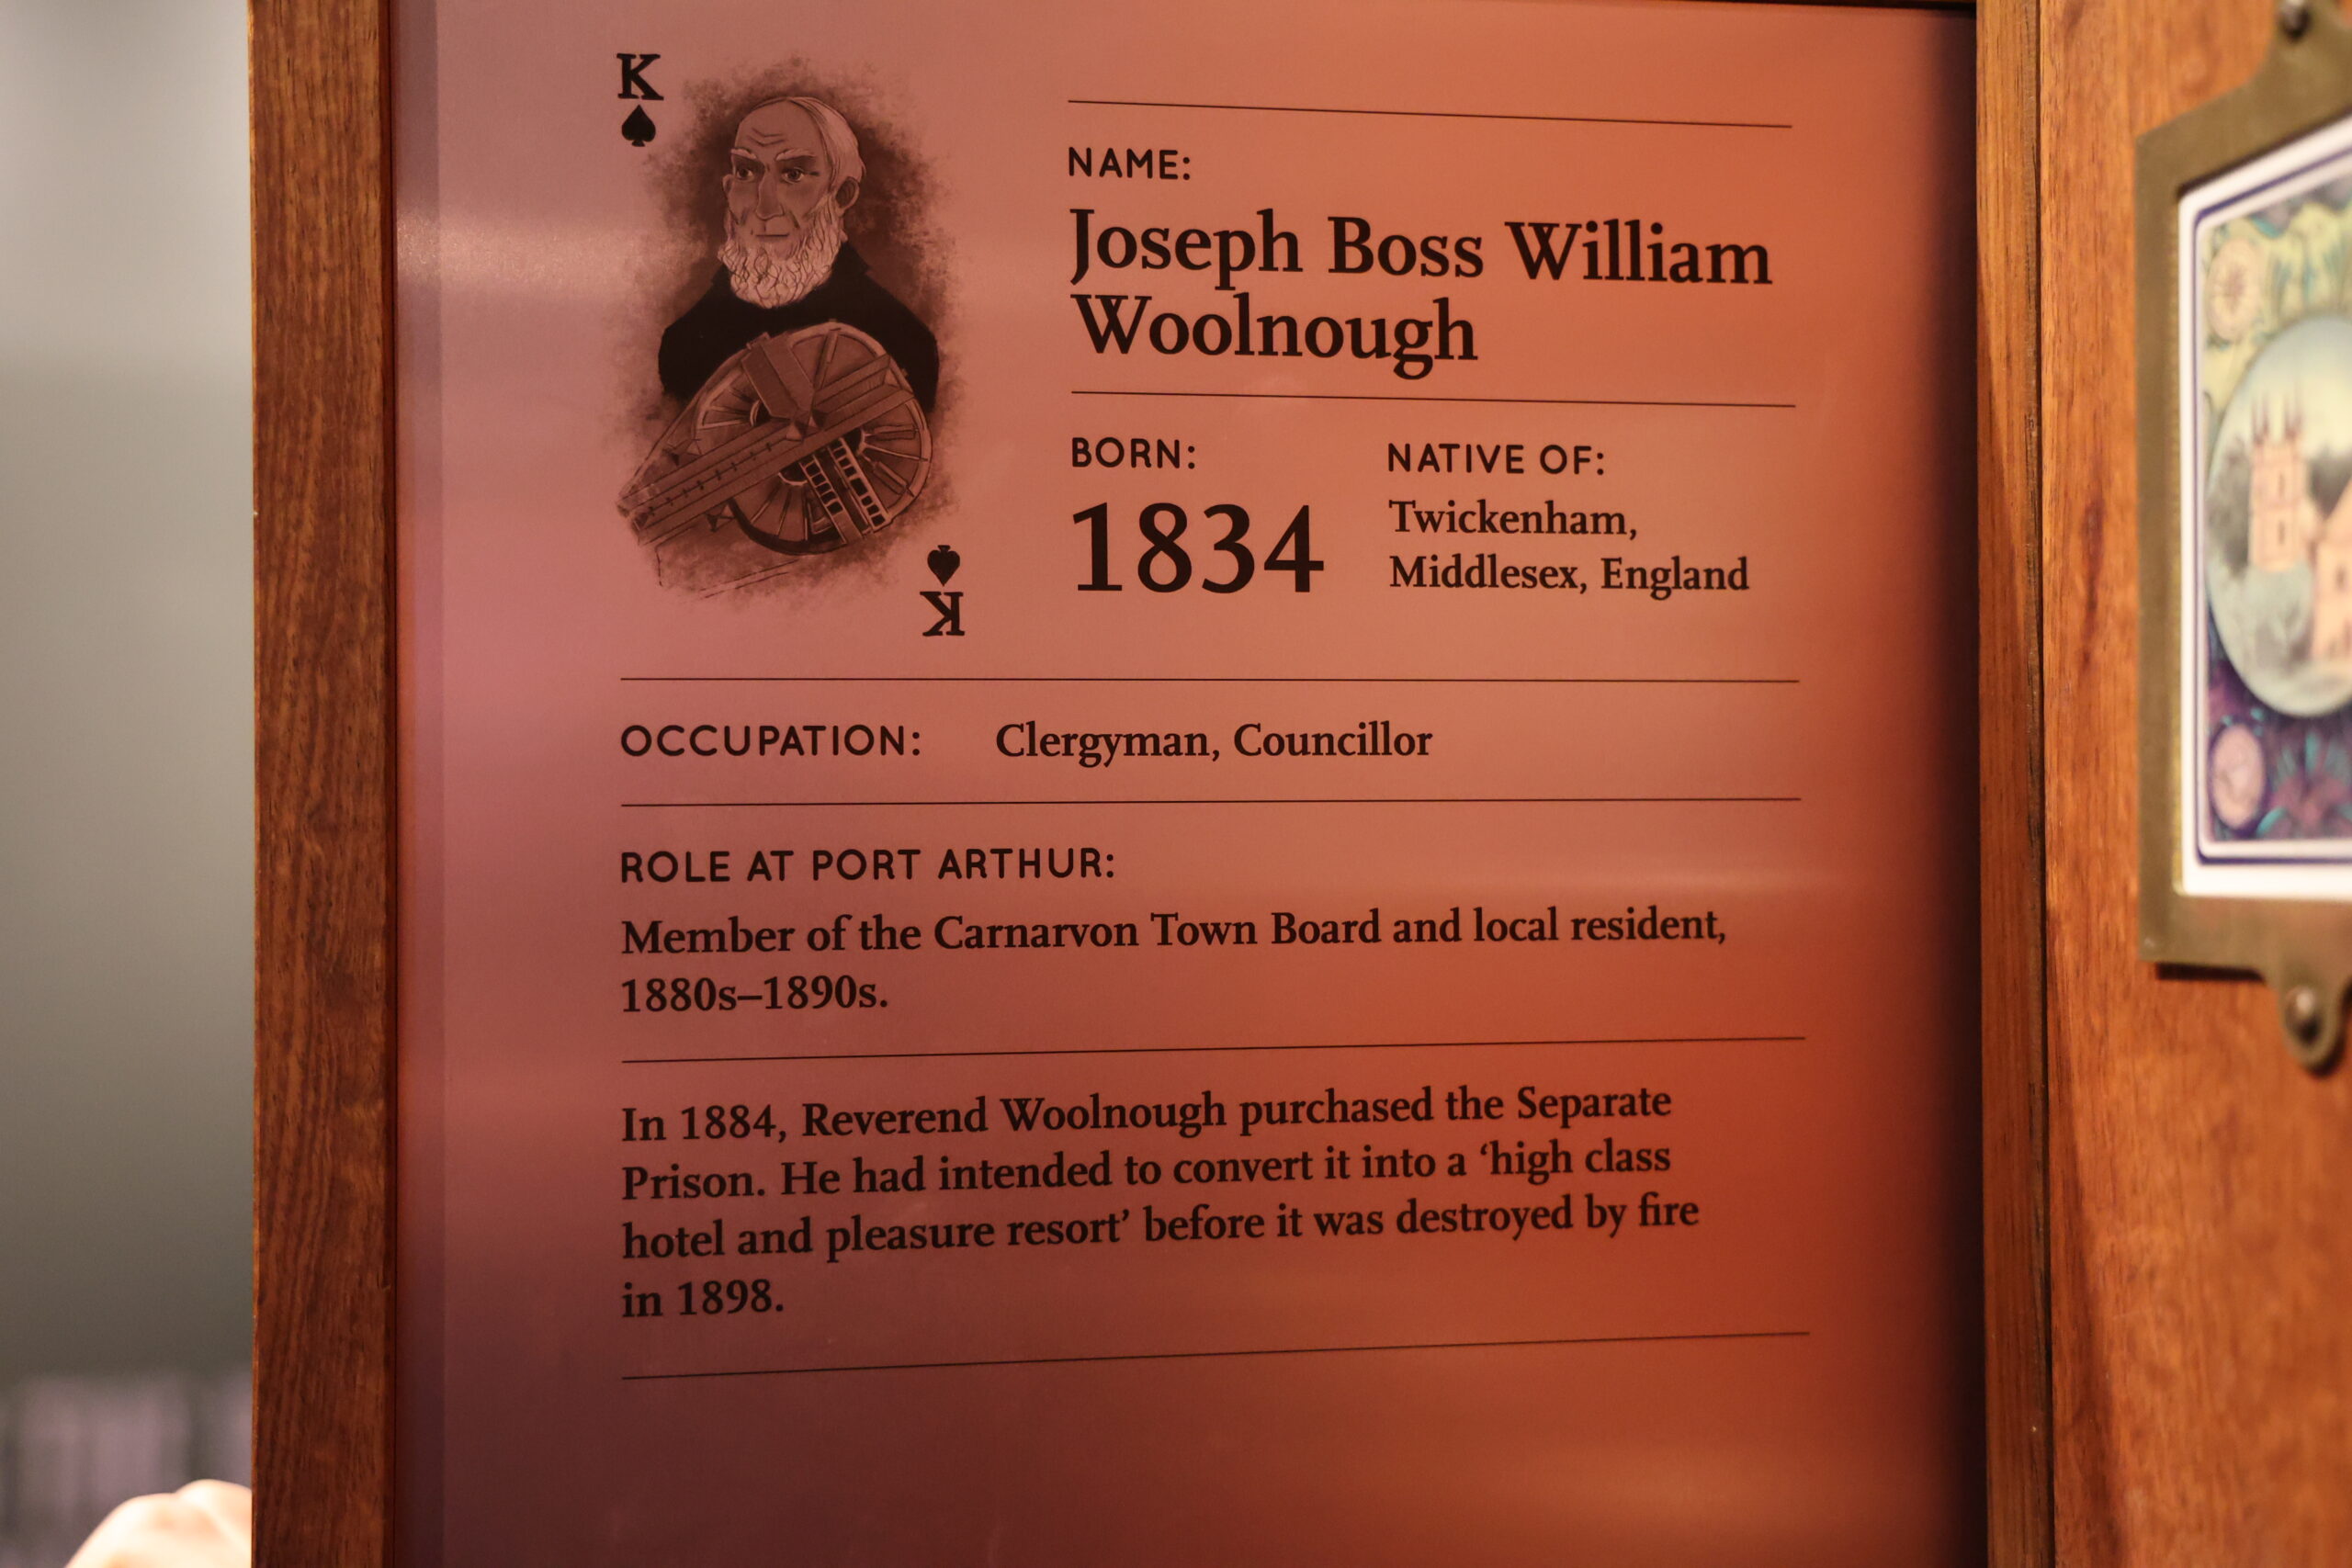 K
NAME:
Joseph Boss William
Woolnough
BORN:
1834
NATIVE OF:
Twickenham,
Middlesex, England
K
OCCUPATION: Clergyman, Councillor
ROLE AT PORT ARTHUR:
Member of the Carnarvon Town Board and local resident,
1880s–1890s.
In 1884, Reverend Woolnough purchased the Separate
Prison. He had intended to convert it into a ‘high class
hotel and pleasure resort’ before it was destroyed by fire
in 1898.